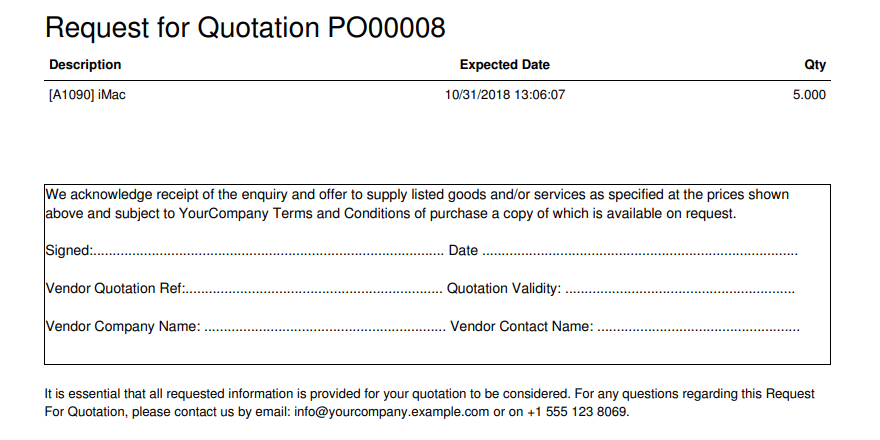 Request for Quotation PO00008
Description Expected Date Qty
[A1090] iMac 10/31/2018 13:06:07 5.000
We acknowledge receipt of the enquiry and offer to supply listed goods and/or services as specified at the prices shown
above and subject to YourCompany Terms and Conditions of purchase a copy of which is available on request.
Signed:.......................................................................................... Date .................................................................................
Vendor Quotation Ref:.................................................................. Quotation Validity: ...........................................................
Vendor Company Name: .............................................................. Vendor Contact Name: ....................................................
It is essential that all requested information is provided for your quotation to be considered. For any questions regarding this Request
For Quotation, please contact us by email: info@yourcompany.example.com or on +1 555 123 8069.